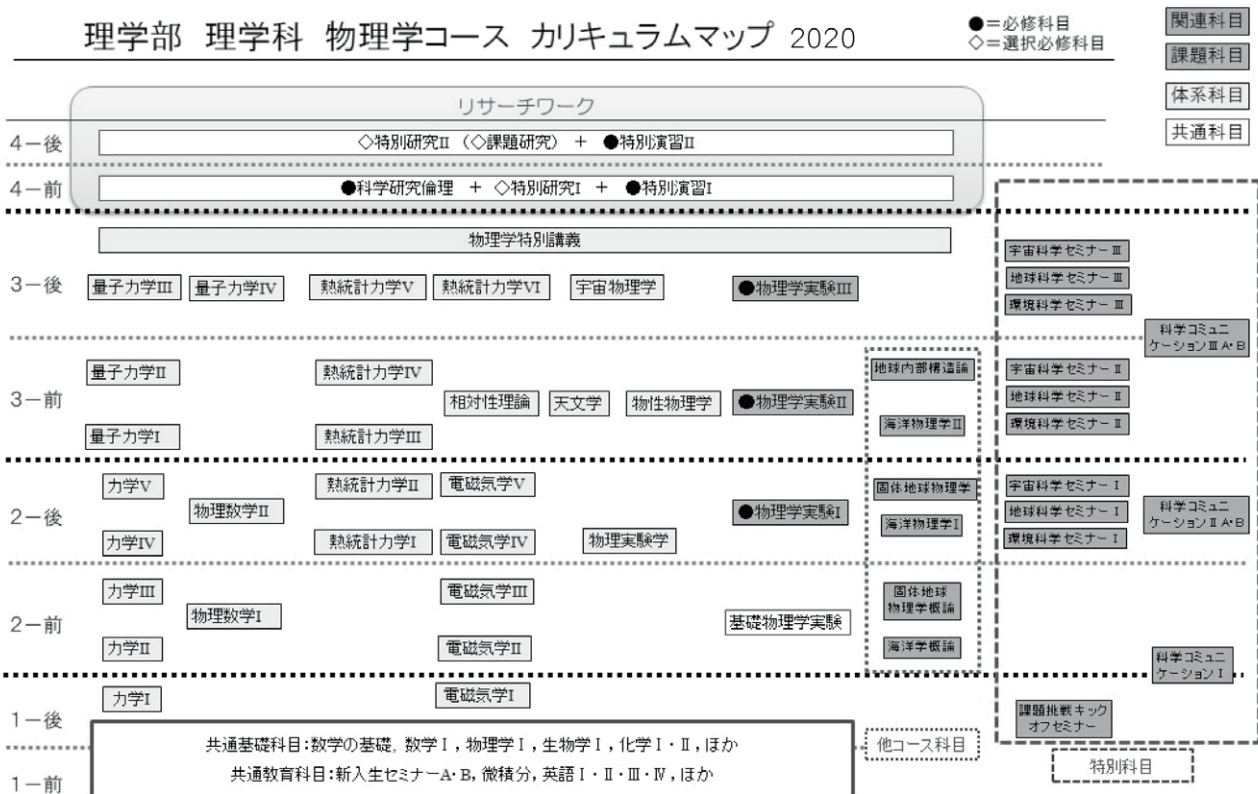 理学部 理学科 物理学コース カリキュラムマップ 2020
●=必修科目
◇=選択必修科目
関連科目
課題科目
体系科目
共通科目
リサーチワーク
4-後
◇特別研究II (◇課題研究) + ●特別演習II
4-前
●科学研究倫理 + ◇特別研究I + ●特別演習I
物理学特別講義
3-後
量子力学III
量子力学IV
熱統計力学V
熱統計力学VI
宇宙物理学
●物理学実験III
宇宙科学セミナーIII
地球科学セミナーIII
環境科学セミナーIII
科学コミュニ
ケーションIII A・B
3-前
量子力学II
熱統計力学IV
相対性理論
天文学
物性物理学
●物理学実験II
量子力学I
熱統計力学III
地球内部構造論
海洋物理学II
宇宙科学セミナーII
地球科学セミナーII
環境科学セミナーII
2-後
力学V
物理数学II
熱統計力学II
電磁気学V
●物理学実験I
力学IV
熱統計力学I
電磁気学IV
物理実験学
固体地球物理学
海洋物理学I
宇宙科学セミナーI
地球科学セミナーI
環境科学セミナーI
科学コミュニ
ケーションII A・B
2-前
力学III
物理数学I
電磁気学III
基礎物理学実験
力学II
電磁気学II
固体地球
物理学概論
海洋学概論
科学コミュニ
ケーションI
1-後
力学I
電磁気学I
課題挑戦キック
オフセミナー
共通基礎科目:数学の基礎, 数学I, 物理学I, 生物学I, 化学I・II, ほか
共通教育科目:新入生セミナーA・B, 微積分, 英語I・II・III・IV, ほか
1-前
他コース科目
特別科目